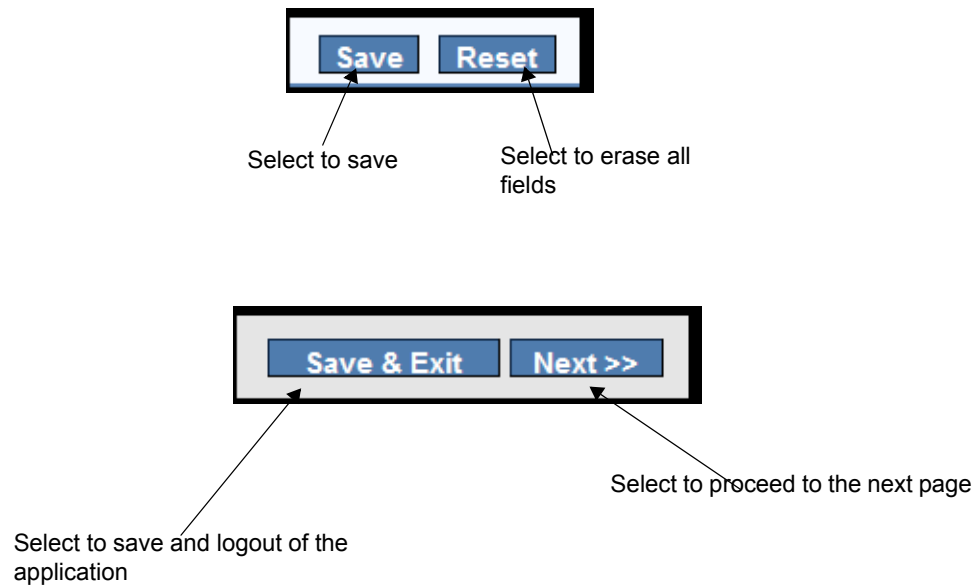 Save Reset
Select to save
Select to erase all
fields
Save & Exit Next >>
Select to proceed to the next page
Select to save and logout of the
application